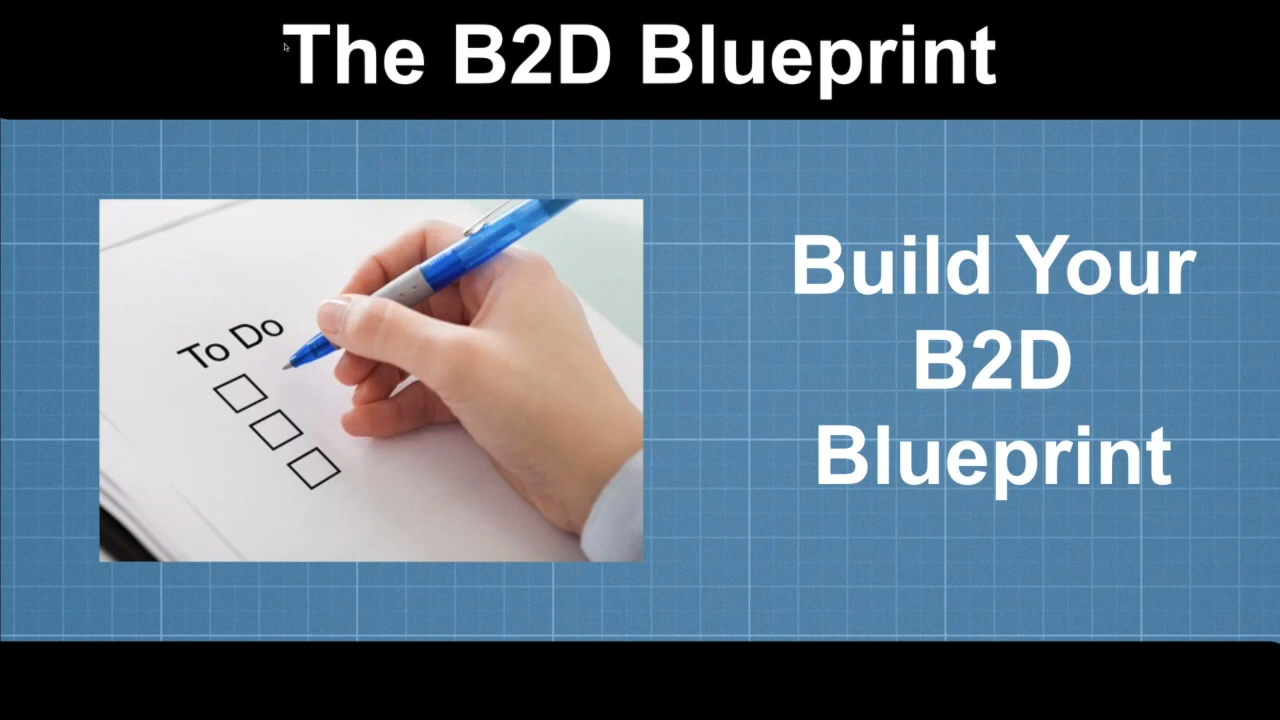 The B2D Blueprint
To Do
Build Your
B2D
Blueprint